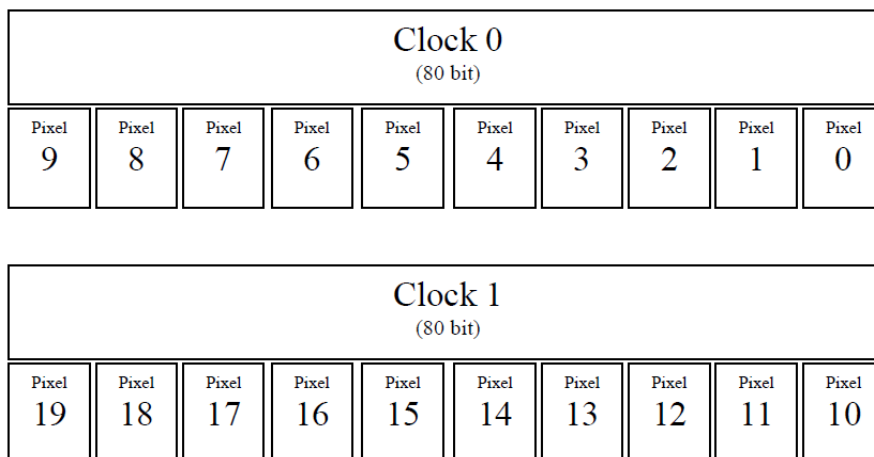 Clock 0
(80 bit)
Pixel Pixel Pixel Pixel Pixel Pixel Pixel Pixel Pixel Pixel
9 8 7 6 5 4 3 2 1 0
Clock 1
(80 bit)
Pixel Pixel Pixel Pixel Pixel Pixel Pixel Pixel Pixel Pixel
19 18 17 16 15 14 13 12 11 10